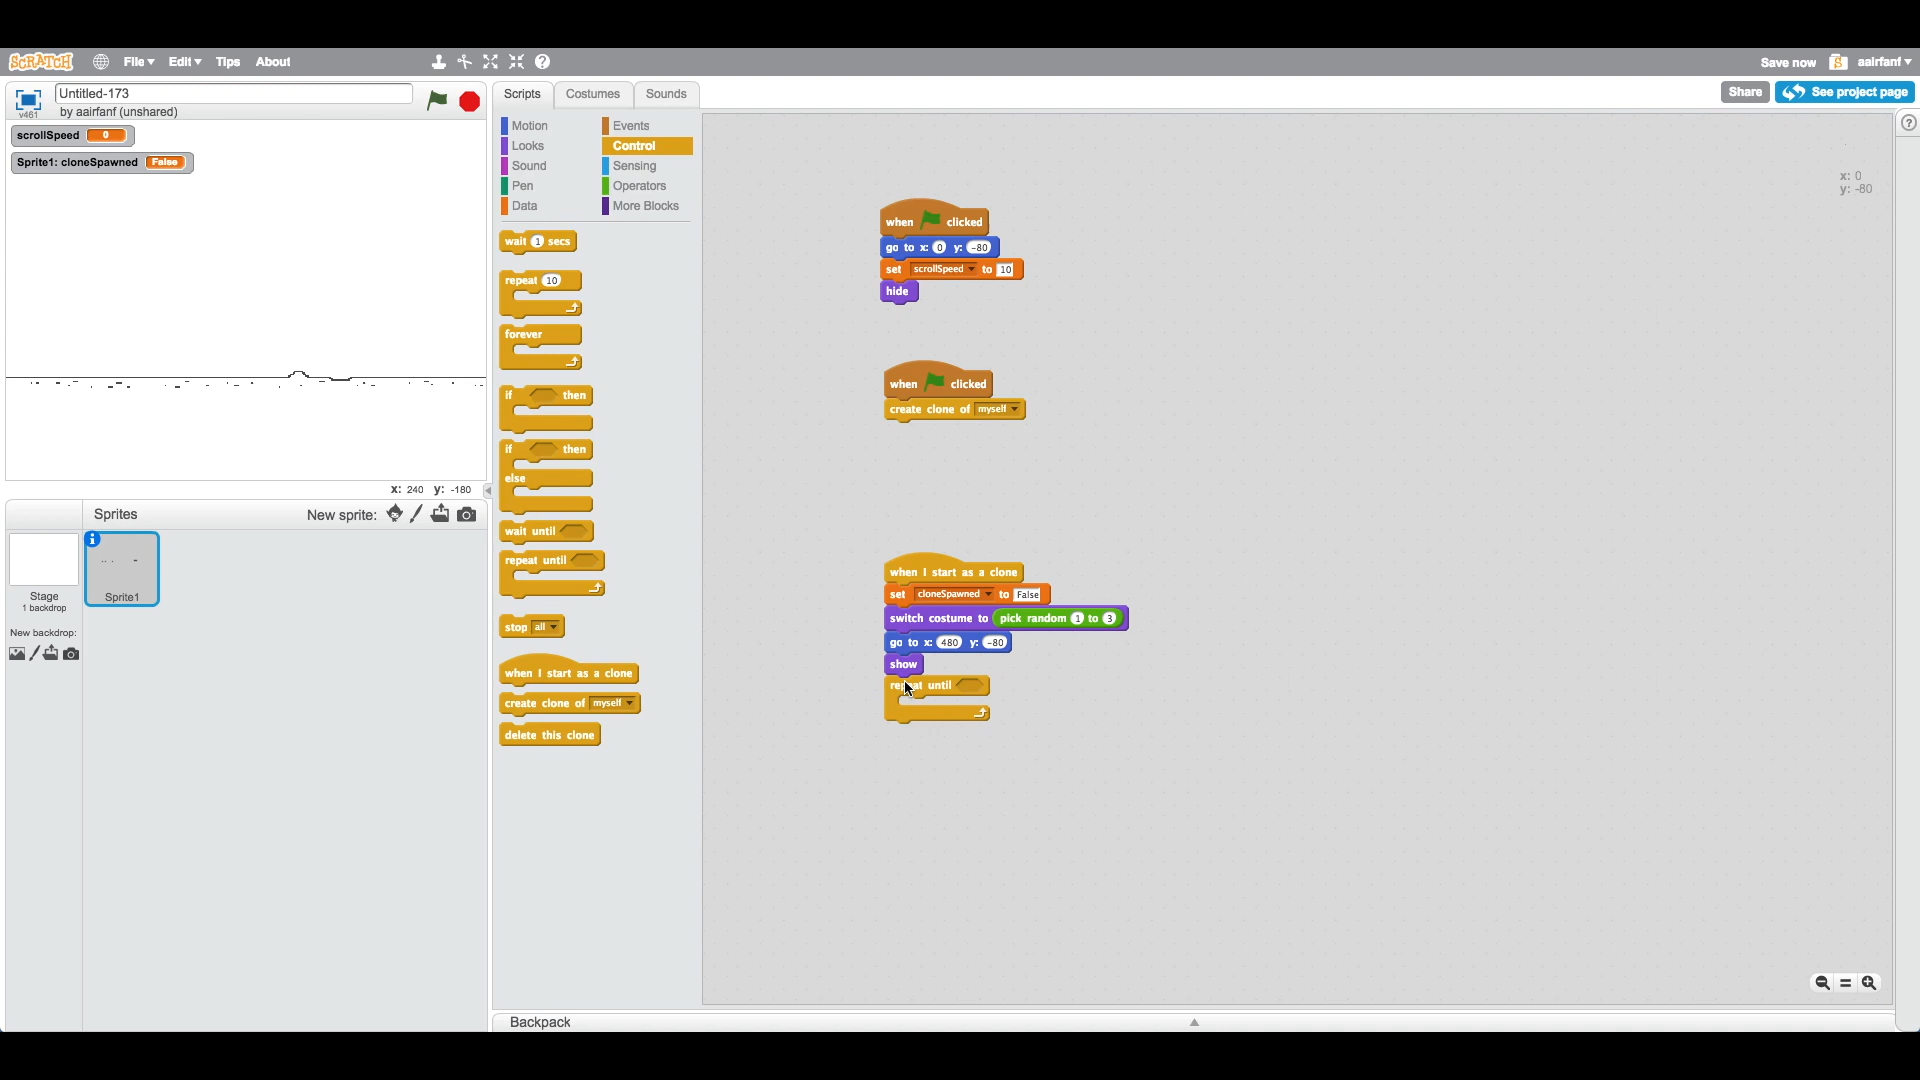 SCRATCH File Edit Tips About Save now aairfanf
v461 Untitled-173
by aairfanf (unshared)
Scripts Costumes Sounds
Share See project page
scrollSpeed 0
Sprite1: cloneSpawned False
Motion Events
Looks Control
Sound Sensing
Pen Operators
Data More Blocks
wait 1 secs
repeat 10
forever
if then
if then
else
wait until
repeat until
stop all
when I start as a clone
create clone of myself
delete this clone
when clicked
go to x: 0 y: -80
set scrollSpeed to 10
hide
when clicked
create clone of myself
when I start as a clone
set cloneSpawned to False
switch costume to pick random 1 to 3
go to x: 480 y: -80
show
repeat until
x: 0
y: -80
x: 240 y: -180
Sprites New sprite:
Stage
1 backdrop
New backdrop:
Sprite1
Backpack